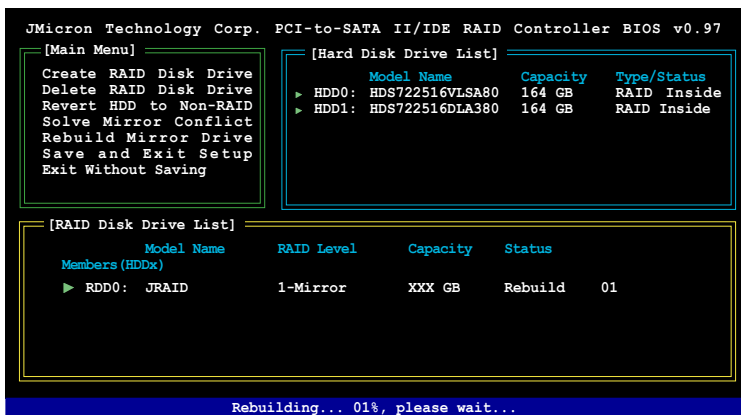 JMicron Technology Corp. PCI-to-SATA II/IDE RAID Controller BIOS v0.97
[Main Menu]
Create RAID Disk Drive
Delete RAID Disk Drive
Revert HDD to Non-RAID
Solve Mirror Conflict
Rebuild Mirror Drive
Save and Exit Setup
Exit Without Saving
[Hard Disk Drive List]
Model Name Capacity Type/Status
▶ HDD0: HDS722516VLSA80 164 GB RAID Inside
▶ HDD1: HDS722516DLA380 164 GB RAID Inside
[RAID Disk Drive List]
Model Name RAID Level Capacity Status
Members(HDDx)
▶ RDD0: JRAID 1-Mirror XXX GB Rebuild 01
Rebuilding... 01%, please wait...